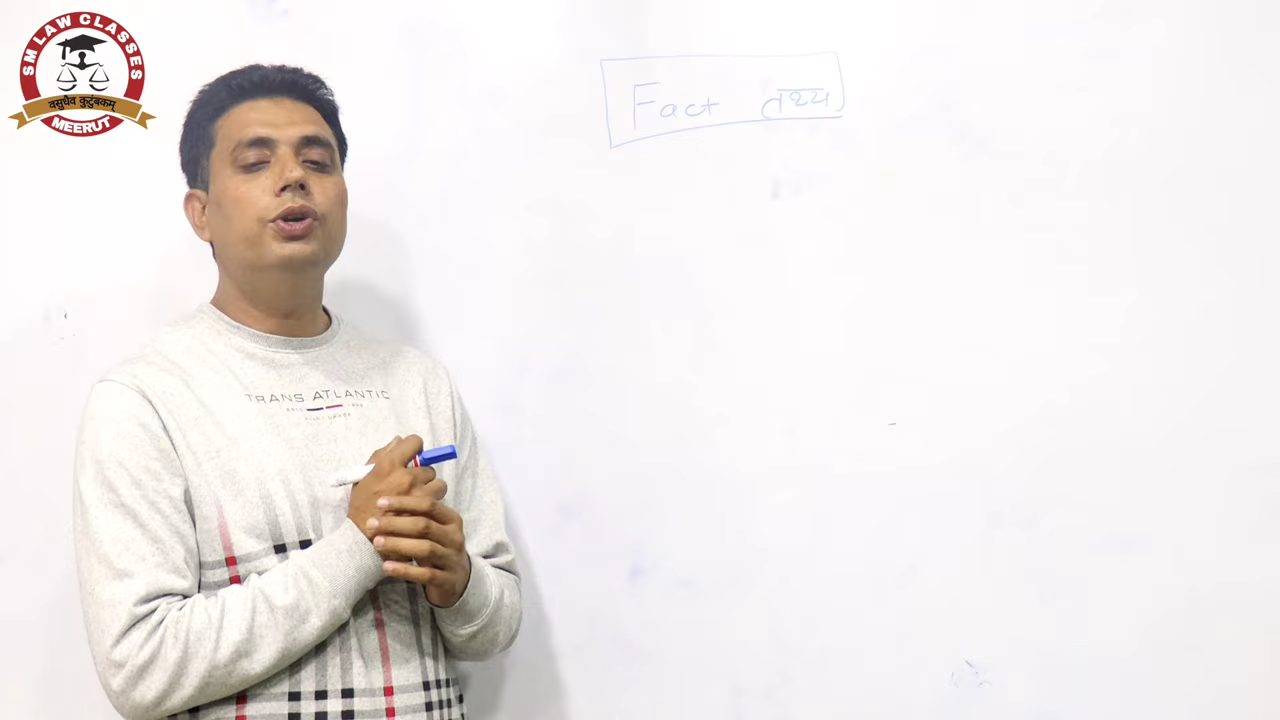 SM LAW CLASSES
वसुधैव कुटुंबकम्
MEERUT
Fact तथ्य
TRANS ATLANTIC